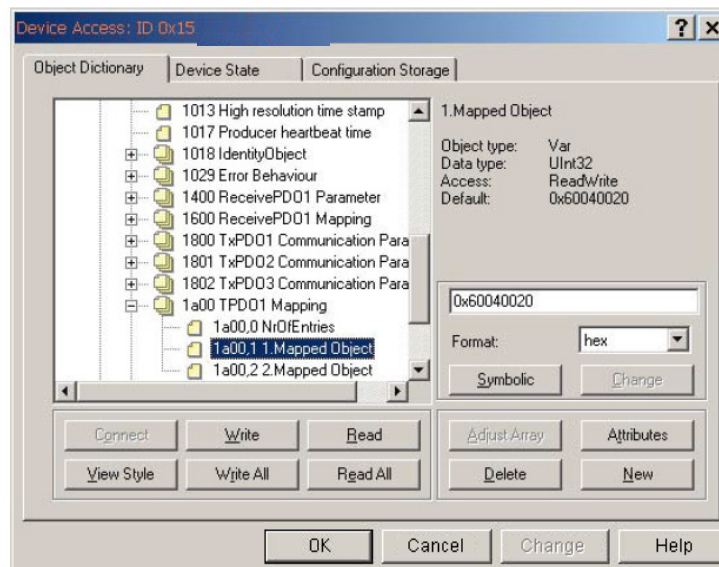 Device Access: ID 0x15
Object Dictionary
Device State
Configuration Storage
1013 High resolution time stamp
1017 Producer heartbeat time
1018 IdentityObject
1029 Error Behaviour
1400 ReceivePDO1 Parameter
1600 ReceivePDO1 Mapping
1800 TxPDO1 Communication Para
1801 TxPDO2 Communication Para
1802 TxPDO3 Communication Para
1a00 TPDO1 Mapping
1a00,0 NrOfEntries
1a00,1 1.Mapped Object
1a00,2 2.Mapped Object
1.Mapped Object
Object type: Var
Data type: UInt32
Access: ReadWrite
Default: 0x60040020
0x60040020
Format: hex
Symbolic Change
Connect Write Read
View Style Write All Read All
Adjust Array Attributes
Delete New
OK Cancel Change Help